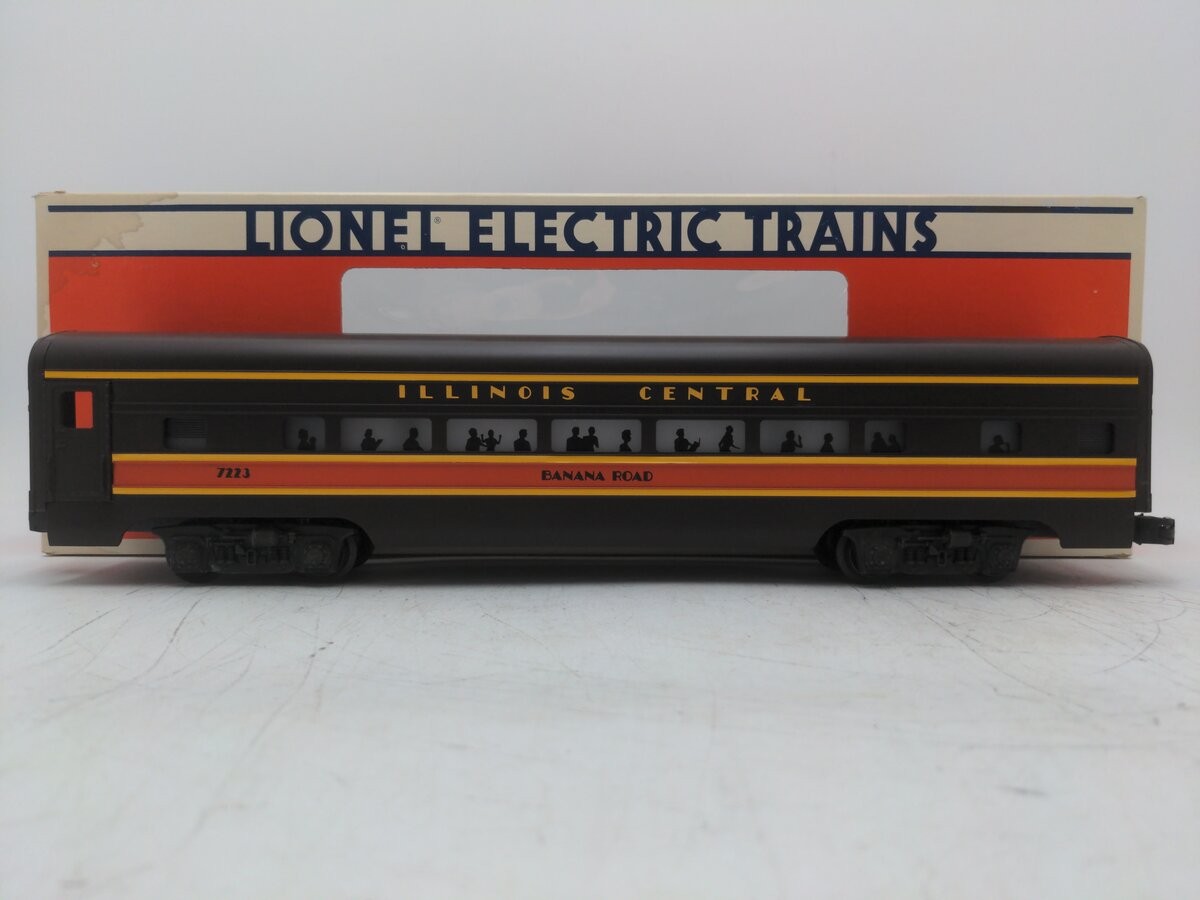 LIONEL® ELECTRIC TRAINS
ILLINOIS CENTRAL
7223 BANANA ROAD